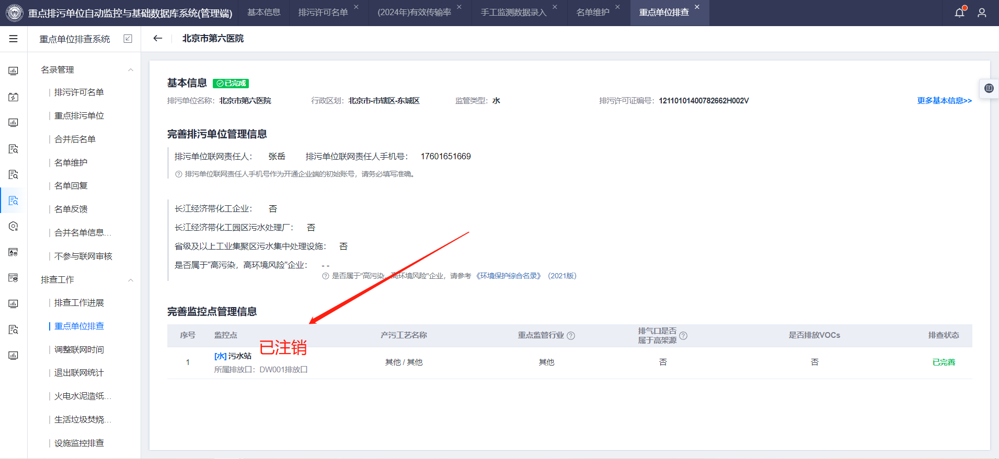 重点排污单位自动监控与基础数据库系统(管理端)
基本信息
排污许可名单
(2024年)有效传输率
手工监测数据录入
名单维护
重点单位排查
重点单位排查系统
北京市第六医院
名录管理
排污许可名单
重点排污单位
合并后名单
名单维护
名单回复
名单反馈
合并名单信息...
不参与联网审核
排查工作
排查工作进展
重点单位排查
调整联网时间
退出联网统计
火电水泥造纸...
生活垃圾焚烧...
设施监控排查
基本信息 已完成
排污单位名称: 北京市第六医院 行政区划: 北京市-市辖区-东城区 监管类型: 水 排污许可证编号: 12110101400782662H002V 更多基本信息>>
完善排污单位管理信息
排污单位联网责任人: 张岳 排污单位联网责任人手机号: 17601651669
排污单位联网责任人手机号作为开通企业端的初始账号，请务必填写准确。
长江经济带化工企业: 否
长江经济带化工园区污水处理厂: 否
省级及以上工业集聚区污水集中处理设施: 否
是否属于"高污染，高环境风险"企业: - -
是否属于"高污染，高环境风险"企业，请参考《环境保护综合名录》（2021版）
完善监控点管理信息
序号 监控点 产污工艺名称 重点监管行业 排气口是否属于高架源 是否排放VOCs 排查状态
已注销
1 [水] 污水站 其他 / 其他 其他 否 否 已完善
所属排放口: DW001排放口